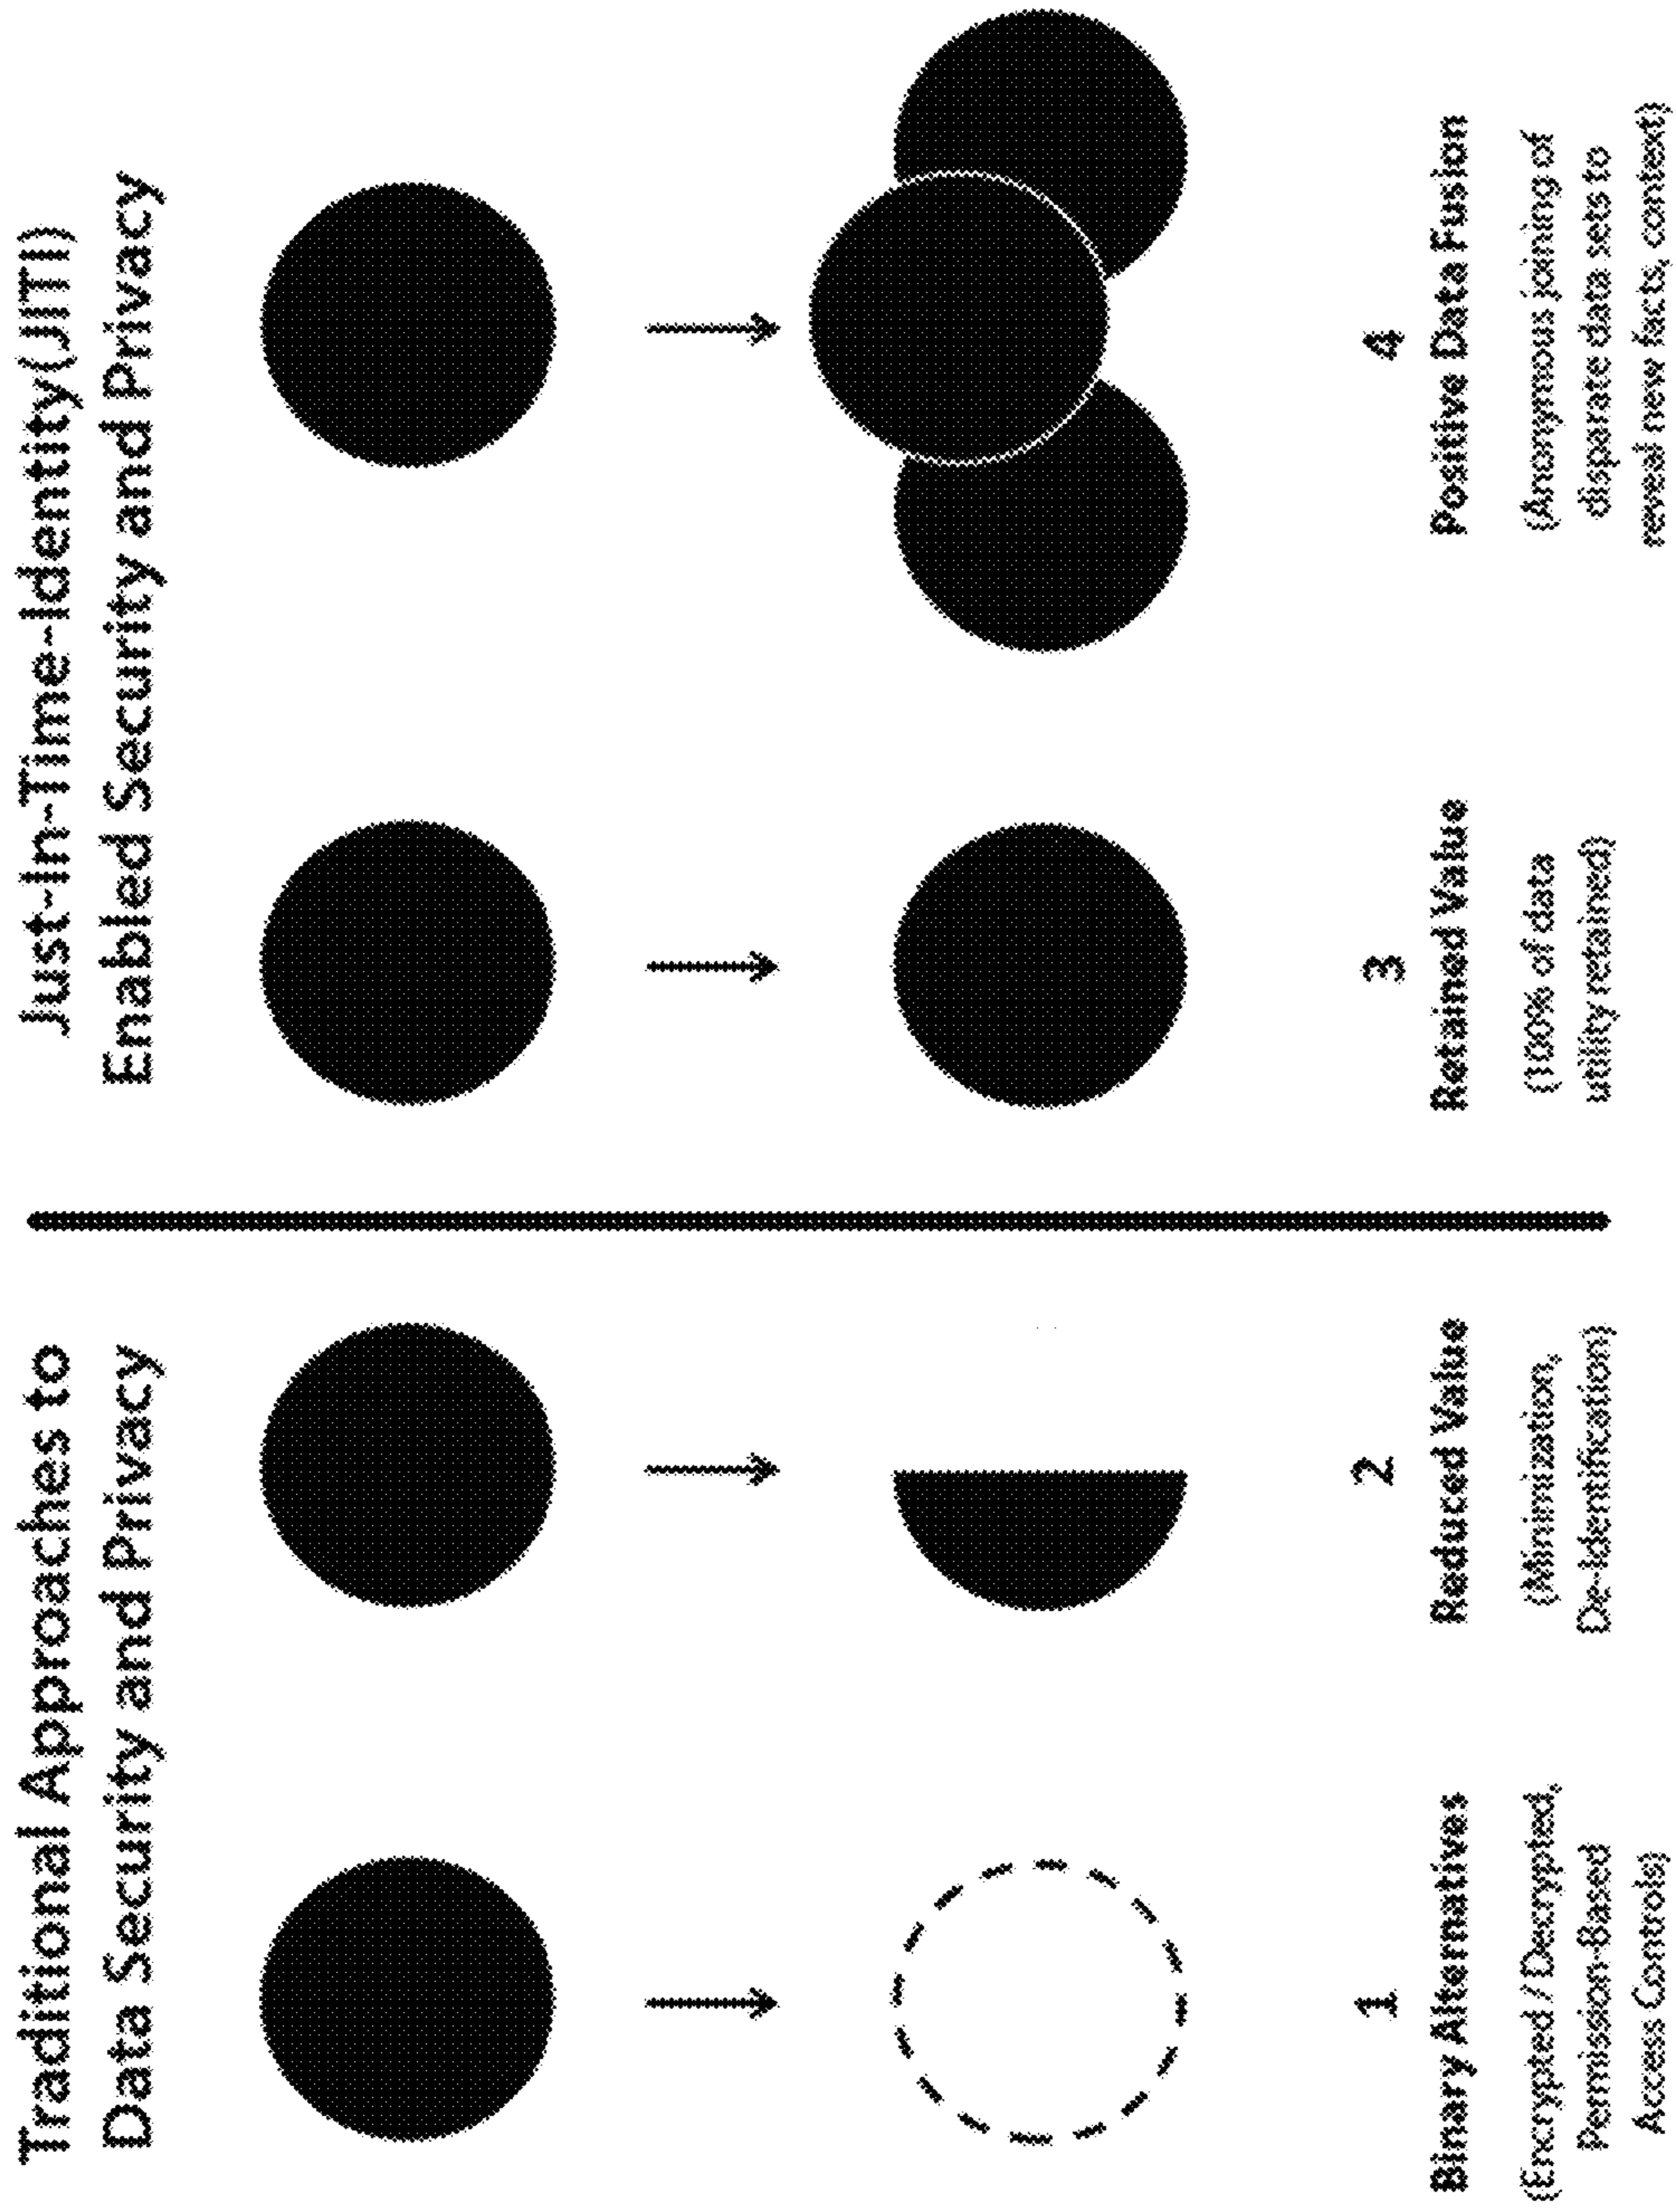 Traditional Approaches to
Data Security and Privacy
Just-in-Time-Identity(JITI)
Enabled Security and Privacy
1
Binary Alternatives
(Encrypted / Decrypted,
Permission-Based
Access Controls)
2
Reduced Value
(Minimization,
De-Identification)
3
Retained Value
(100% of data
utility retained)
4
Positive Data Fusion
(Anonymous joining of
disparate data sets to
reveal new facts, context)